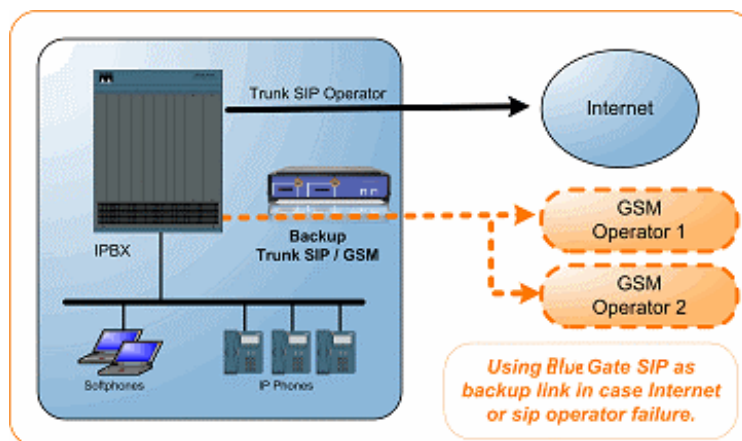 Trunk SIP Operator
Internet
IPBX
Backup
Trunk SIP / GSM
GSM
Operator 1
GSM
Operator 2
Softphones
IP Phones
Using Blue Gate SIP as
backup link in case Internet
or sip operator failure.